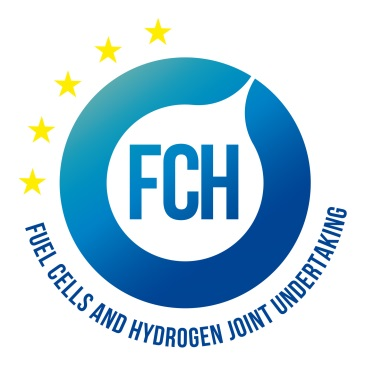 FCH
FUEL CELLS AND HYDROGEN JOINT UNDERTAKING